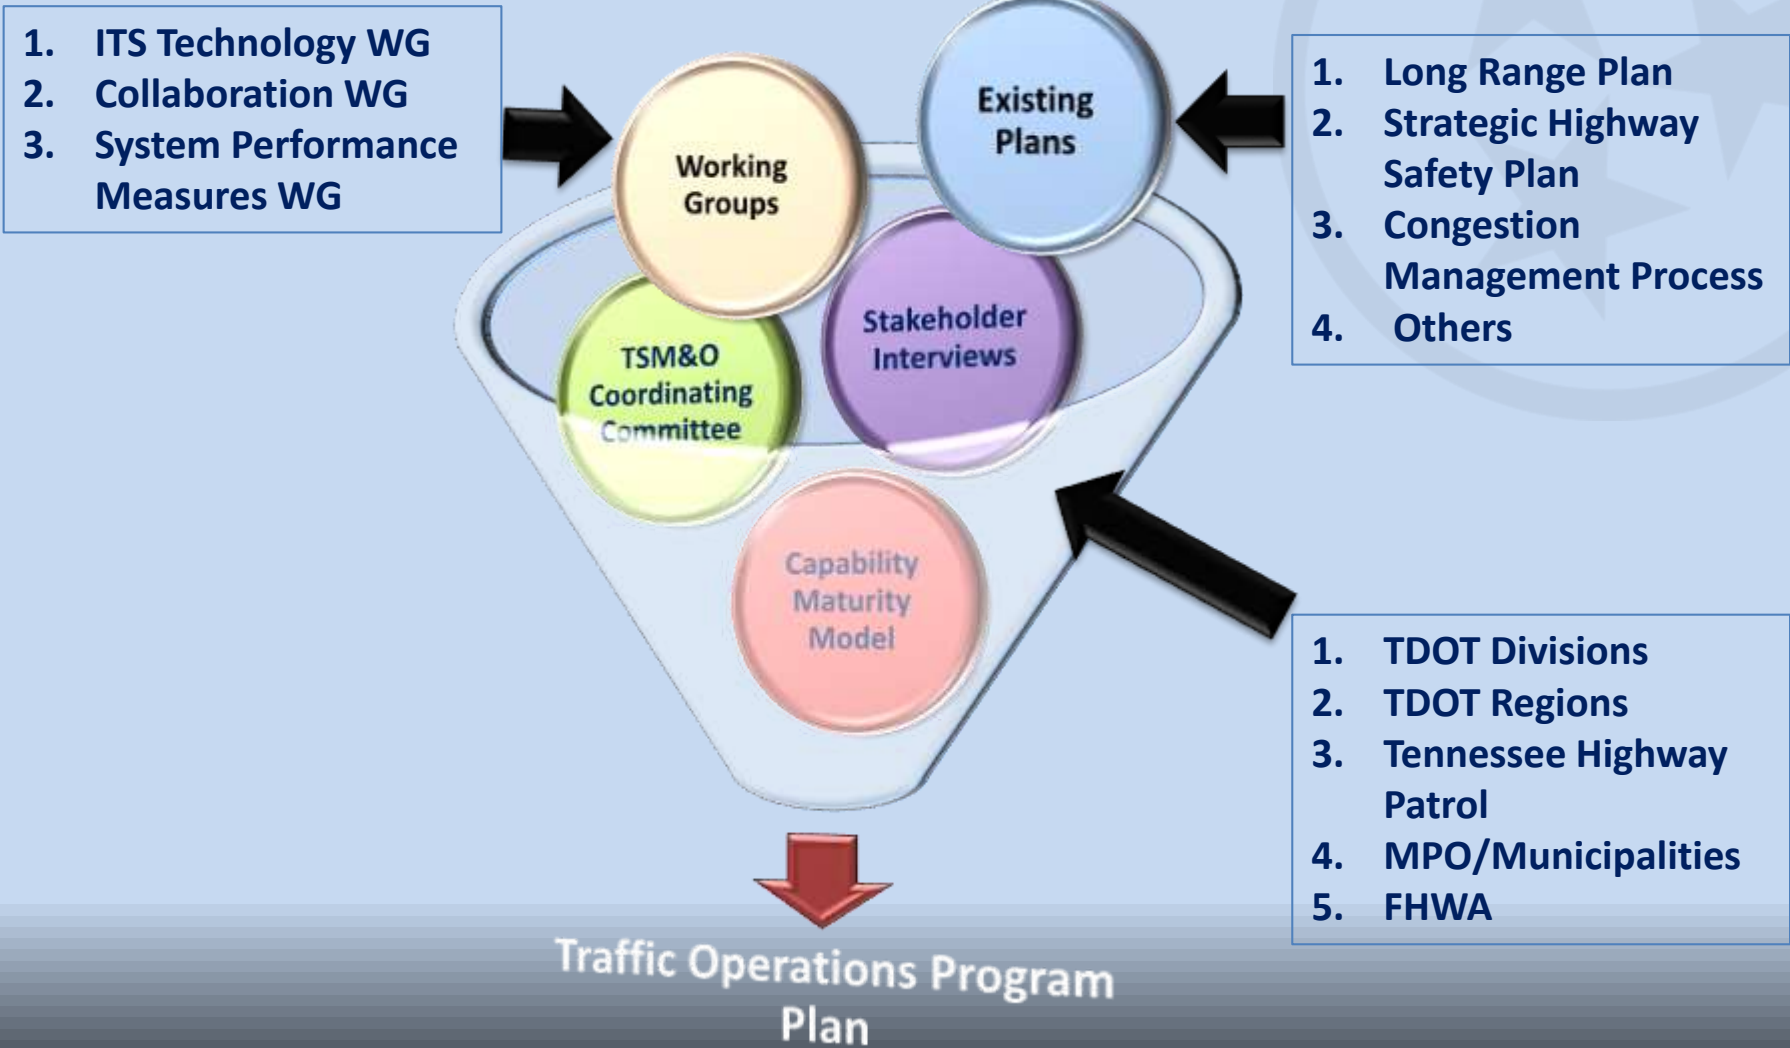 1. ITS Technology WG
2. Collaboration WG
3. System Performance
Measures WG
Working
Groups
Existing
Plans
1. Long Range Plan
2. Strategic Highway
Safety Plan
3. Congestion
Management Process
4. Others
TSM&O
Coordinating
Committee
Stakeholder
Interviews
Capability
Maturity
Model
1. TDOT Divisions
2. TDOT Regions
3. Tennessee Highway
Patrol
4. MPO/Municipalities
5. FHWA
Traffic Operations Program
Plan